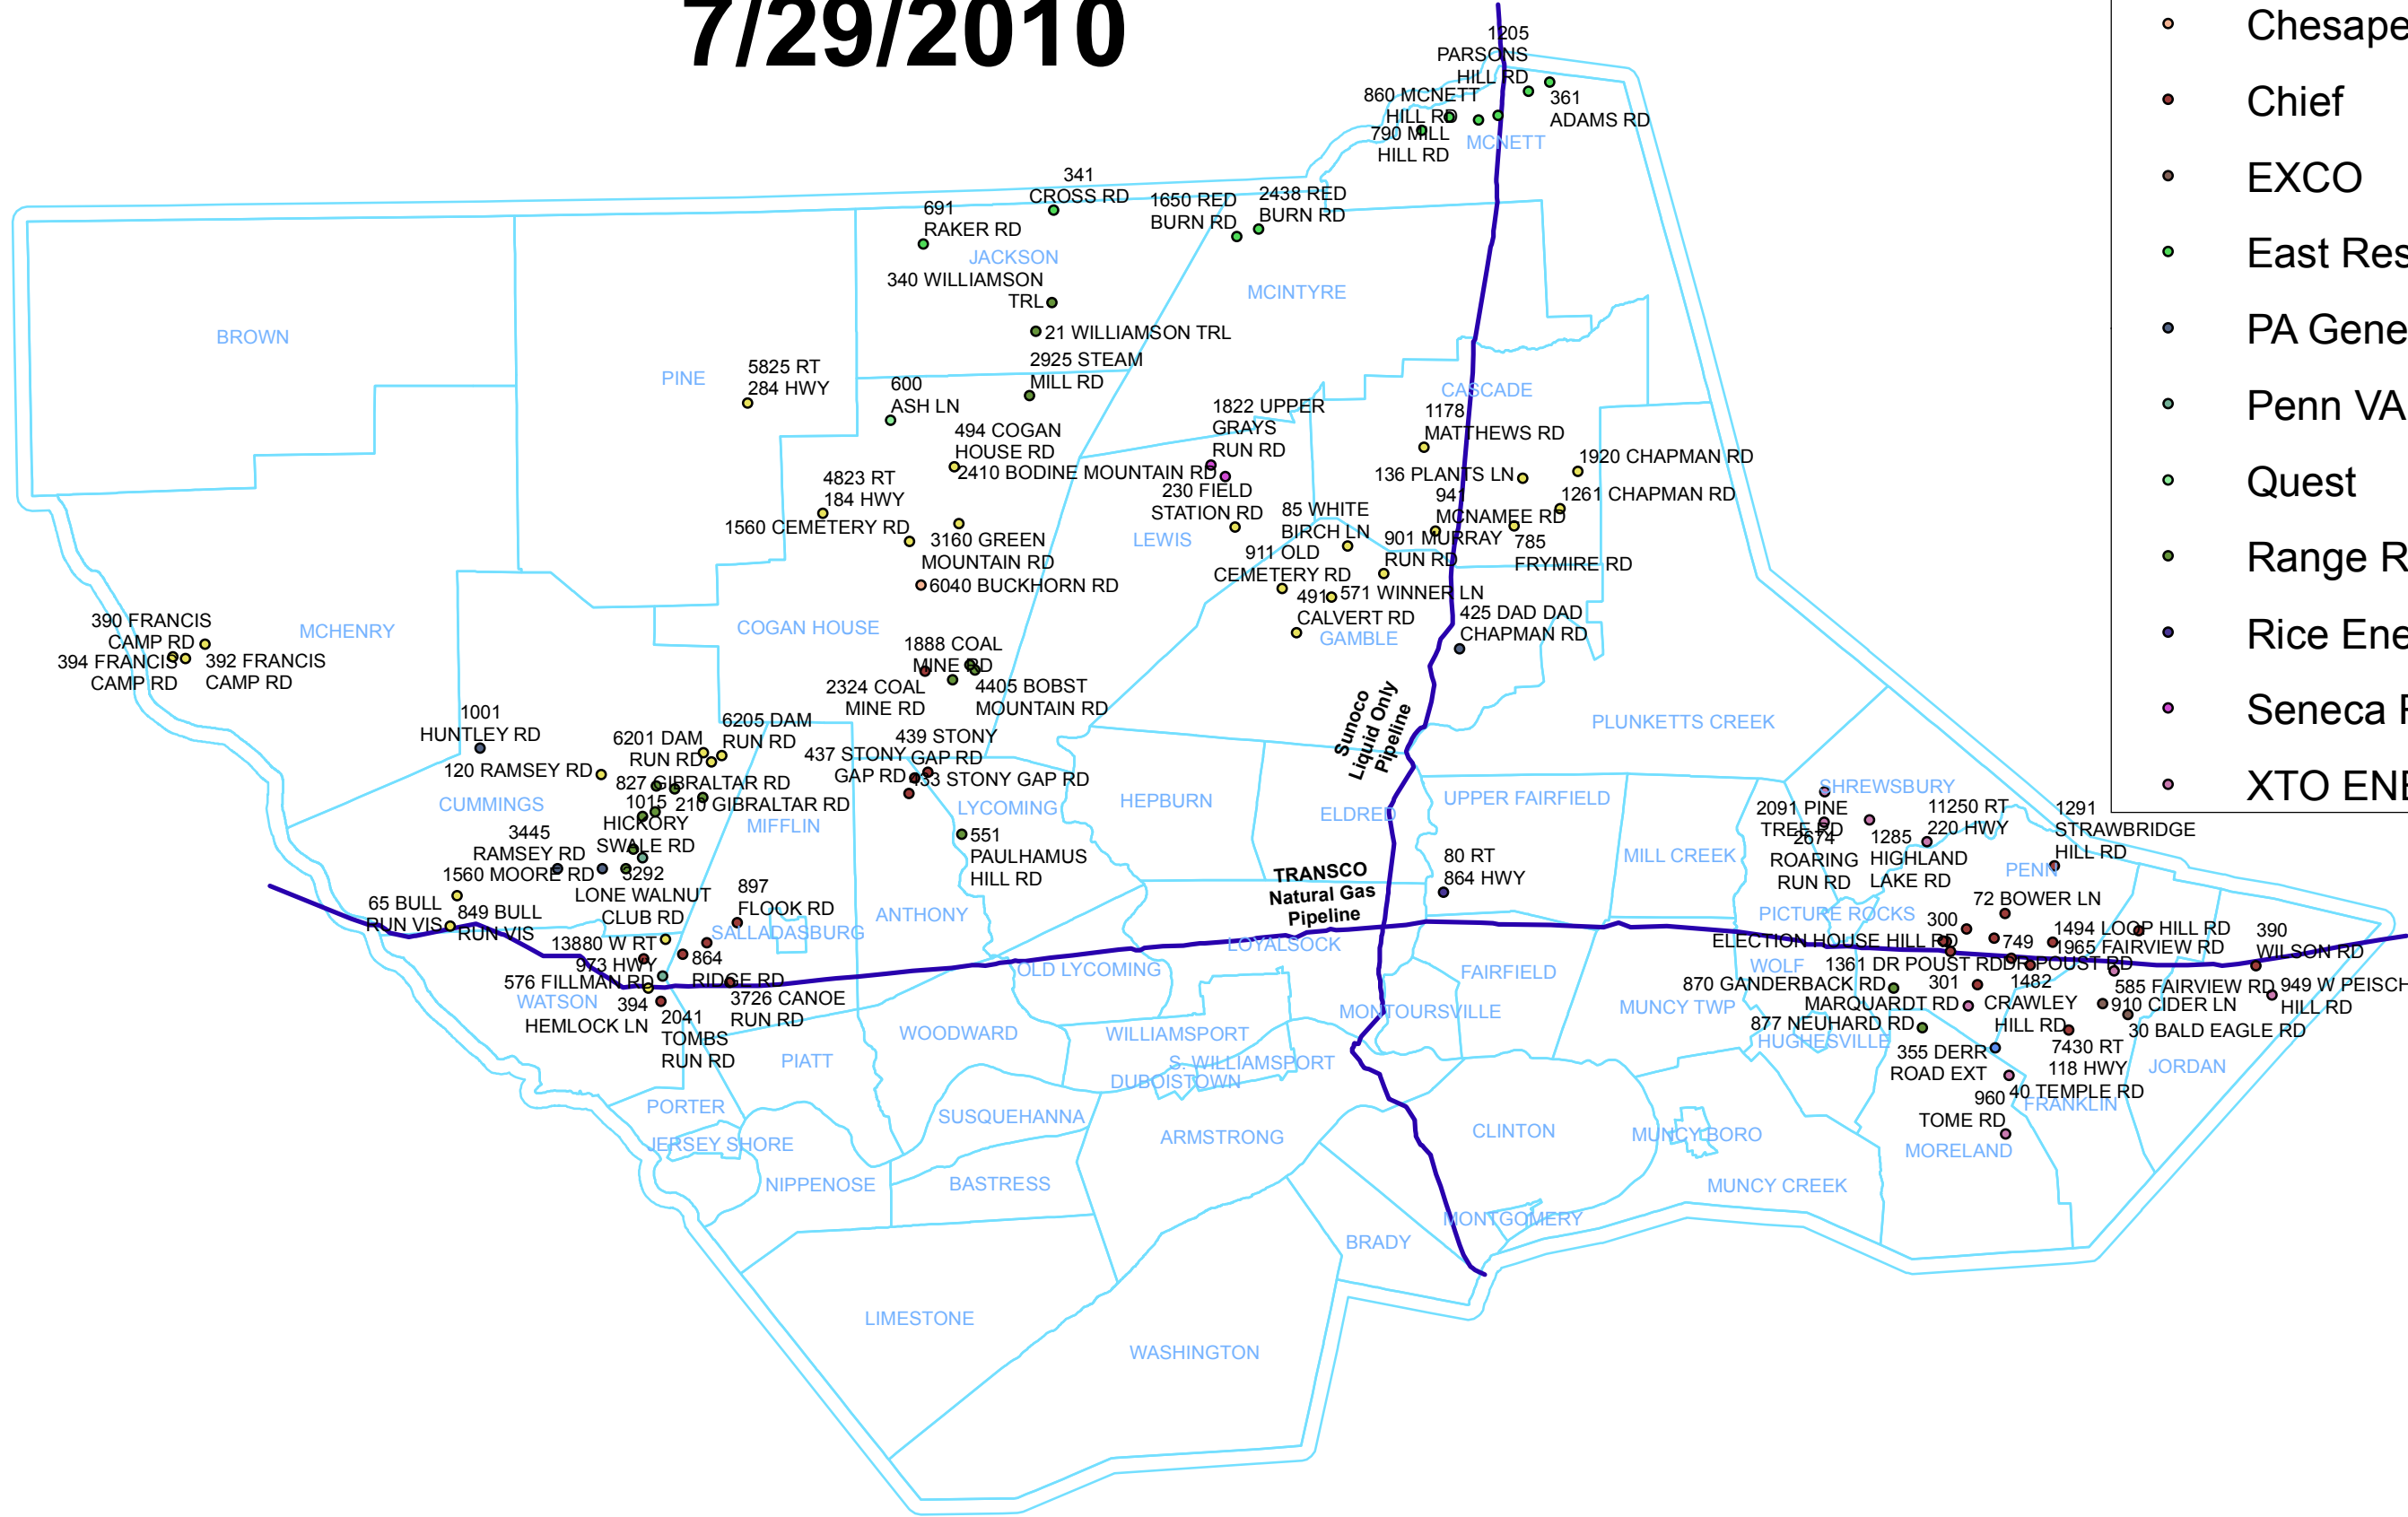 7/29/2010
Chesape
Chief
EXCO
East Res
PA Gene
Penn VA
Quest
Range R
Rice Ene
Seneca R
XTO ENE
1205
PARSONS
HILL RD
860 MCNETT
HILL RD
361
ADAMS RD
790 MILL
HILL RD
MCNETT
341
CROSS RD
691
RAKER RD
1650 RED
BURN RD
2438 RED
BURN RD
JACKSON
340 WILLIAMSON
TRL
MCINTYRE
21 WILLIAMSON TRL
BROWN
PINE
5825 RT
284 HWY
2925 STEAM
MILL RD
600
ASH LN
CASCADE
1822 UPPER
GRAYS
RUN RD
1178
MATTHEWS RD
494 COGAN
HOUSE RD
2410 BODINE MOUNTAIN RD
136 PLANTS LN
1920 CHAPMAN RD
1261 CHAPMAN RD
4823 RT
184 HWY
230 FIELD
STATION RD
941
MCNAMEE RD
85 WHITE
BIRCH LN
1560 CEMETERY RD
3160 GREEN
MOUNTAIN RD
LEWIS
901 MURRAY
RUN RD
785
FRYMIRE RD
911 OLD
CEMETERY RD
6040 BUCKHORN RD
571 WINNER LN
491
CALVERT RD
425 DAD DAD
CHAPMAN RD
GAMBLE
390 FRANCIS
CAMP RD
394 FRANCIS
CAMP RD
392 FRANCIS
CAMP RD
MCHENRY
COGAN HOUSE
1888 COAL
MINE RD
2324 COAL
MINE RD
4405 BOBST
MOUNTAIN RD
1001
HUNTLEY RD
6205 DAM
RUN RD
6201 DAM
RUN RD
439 STONY
GAP RD
437 STONY
GAP RD
433 STONY GAP RD
Sunoco
Liquid Only
Pipeline
PLUNKETTS CREEK
120 RAMSEY RD
827 GIBRALTAR RD
210 GIBRALTAR RD
CUMMINGS
1015
HICKORY
SWALE RD
MIFFLIN
LYCOMING
HEPBURN
ELDRED
UPPER FAIRFIELD
SHREWSBURY
3445
RAMSEY RD
1560 MOORE RD
551
PAULHAMUS
HILL RD
MILL CREEK
2091 PINE
TREE RD
2674
ROARING
RUN RD
1285
HIGHLAND
LAKE RD
11250 RT
220 HWY
1291
STRAWBRIDGE
HILL RD
PENN
3292
LONE WALNUT
CLUB RD
897
FLOOK RD
TRANSCO
Natural Gas
Pipeline
80 RT
864 HWY
65 BULL
RUN VIS
849 BULL
RUN VIS
ANTHONY
SALLADASBURG
LOYALSOCK
PICTURE ROCKS
72 BOWER LN
300
ELECTION HOUSE HILL RD
749
DR POUST RD
1494 LOOP HILL RD
1965 FAIRVIEW RD
390
WILSON RD
13880 W RT
973 HWY
864
RIDGE RD
OLD LYCOMING
FAIRFIELD
WOLF
1361 DR POUST RD
576 FILLMAN RD
WATSON
394
HEMLOCK LN
2041
TOMBS
RUN RD
3726 CANOE
RUN RD
870 GANDERBACK RD
301
MARQUARDT RD
1482
CRAWLEY
HILL RD
585 FAIRVIEW RD
910 CIDER LN
949 W PEISCH
HILL RD
30 BALD EAGLE RD
WOODWARD
WILLIAMSPORT
MONTOURSVILLE
MUNCY TWP
877 NEUHARD RD
HUGHESVILLE
PIATT
S. WILLIAMSPORT
DUBOISTOWN
355 DERR
ROAD EXT
7430 RT
118 HWY
JORDAN
40 TEMPLE RD
FRANKLIN
960
TOME RD
PORTER
SUSQUEHANNA
ARMSTRONG
CLINTON
MUNCY BORO
JERSEY SHORE
MORELAND
NIPPENOSE
BASTRESS
MUNCY CREEK
MONTGOMERY
BRADY
LIMESTONE
WASHINGTON